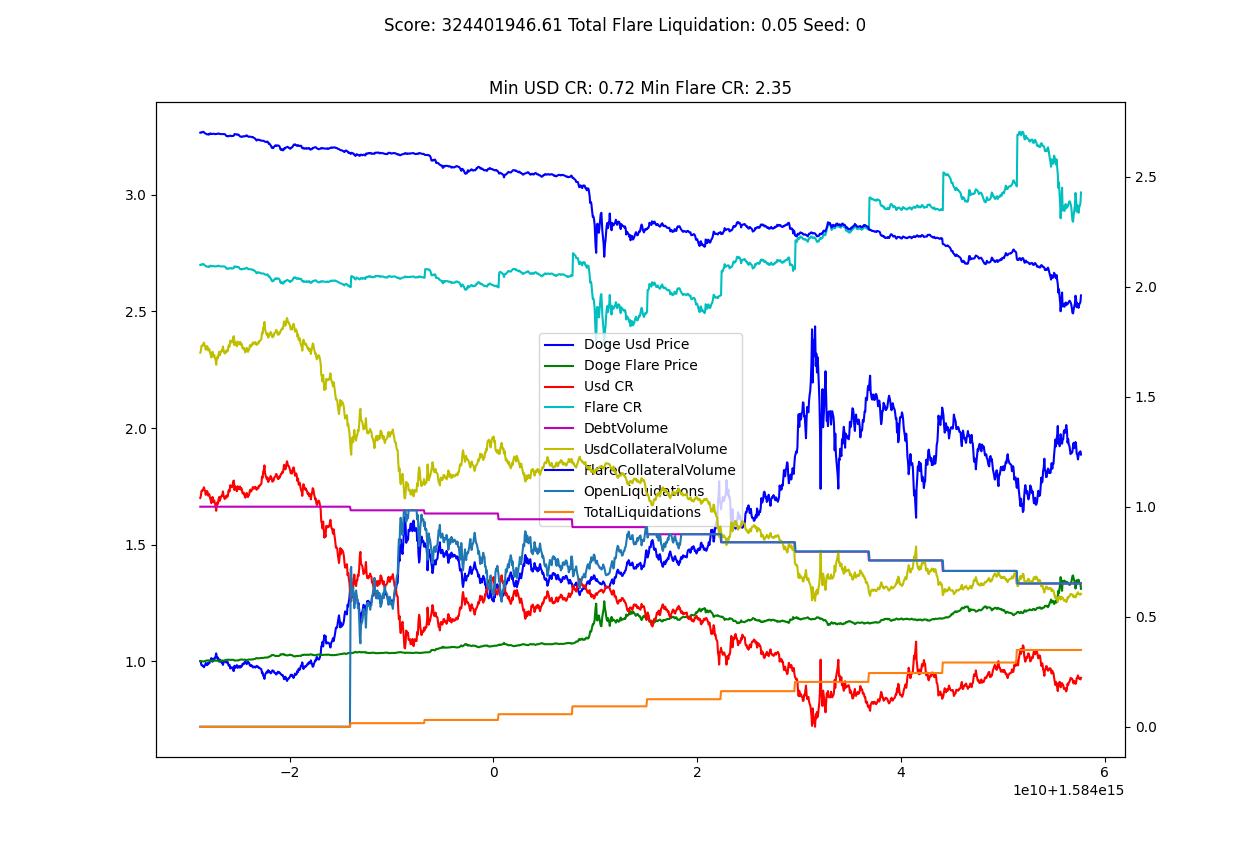 Score: 324401946.61 Total Flare Liquidation: 0.05 Seed: 0
Min USD CR: 0.72 Min Flare CR: 2.35
3.0
2.5
2.0
1.5
1.0
2.5
2.0
1.5
1.0
0.5
0.0
Doge Usd Price
Doge Flare Price
Usd CR
Flare CR
DebtVolume
UsdCollateralVolume
FlareCollateralVolume
OpenLiquidations
TotalLiquidations
−2 0 2 4 6
1e10+1.584e15